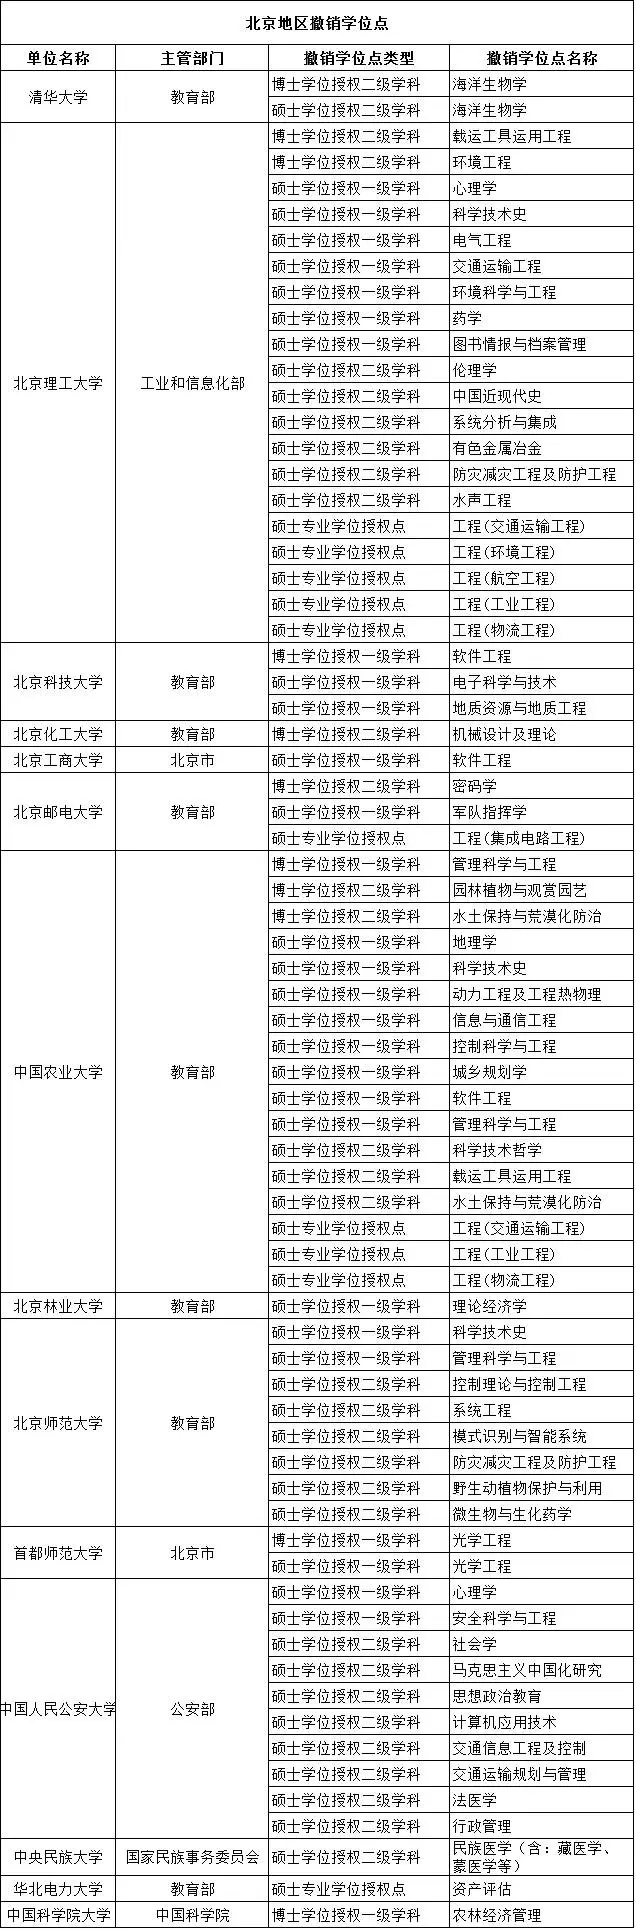 北京地区撤销学位点
单位名称 主管部门 撤销学位点类型 撤销学位点名称
清华大学 教育部 博士学位授权二级学科 海洋生物学
硕士学位授权二级学科 海洋生物学
北京理工大学 工业和信息化部 博士学位授权二级学科 载运工具运用工程
博士学位授权二级学科 环境工程
硕士学位授权一级学科 心理学
硕士学位授权一级学科 科学技术史
硕士学位授权一级学科 电气工程
硕士学位授权一级学科 交通运输工程
硕士学位授权一级学科 环境科学与工程
硕士学位授权一级学科 药学
硕士学位授权一级学科 图书情报与档案管理
硕士学位授权二级学科 伦理学
硕士学位授权二级学科 中国近现代史
硕士学位授权二级学科 系统分析与集成
硕士学位授权二级学科 有色金属冶金
硕士学位授权二级学科 防灾减灾工程及防护工程
硕士学位授权二级学科 水声工程
硕士专业学位授权点 工程(交通运输工程)
硕士专业学位授权点 工程(环境工程)
硕士专业学位授权点 工程(航空工程)
硕士专业学位授权点 工程(工业工程)
硕士专业学位授权点 工程(物流工程)
北京科技大学 教育部 博士学位授权一级学科 软件工程
硕士学位授权一级学科 电子科学与技术
硕士学位授权一级学科 地质资源与地质工程
北京化工大学 教育部 博士学位授权二级学科 机械设计及理论
北京工商大学 北京市 硕士学位授权一级学科 软件工程
北京邮电大学 教育部 博士学位授权二级学科 密码学
硕士学位授权一级学科 军队指挥学
硕士专业学位授权点 工程(集成电路工程)
中国农业大学 教育部 博士学位授权一级学科 管理科学与工程
博士学位授权二级学科 园林植物与观赏园艺
博士学位授权二级学科 水土保持与荒漠化防治
硕士学位授权一级学科 地理学
硕士学位授权一级学科 科学技术史
硕士学位授权一级学科 动力工程及工程热物理
硕士学位授权一级学科 信息与通信工程
硕士学位授权一级学科 控制科学与工程
硕士学位授权一级学科 城乡规划学
硕士学位授权一级学科 软件工程
硕士学位授权一级学科 管理科学与工程
硕士学位授权二级学科 科学技术哲学
硕士学位授权二级学科 载运工具运用工程
硕士学位授权二级学科 水土保持与荒漠化防治
硕士专业学位授权点 工程(交通运输工程)
硕士专业学位授权点 工程(工业工程)
硕士专业学位授权点 工程(物流工程)
北京林业大学 教育部 硕士学位授权一级学科 理论经济学
北京师范大学 教育部 硕士学位授权一级学科 科学技术史
硕士学位授权一级学科 管理科学与工程
硕士学位授权二级学科 控制理论与控制工程
硕士学位授权二级学科 系统工程
硕士学位授权二级学科 模式识别与智能系统
硕士学位授权二级学科 防灾减灾工程及防护工程
硕士学位授权二级学科 野生动植物保护与利用
硕士学位授权二级学科 微生物与生化药学
首都师范大学 北京市 博士学位授权一级学科 光学工程
硕士学位授权一级学科 光学工程
中国人民公安大学 公安部 硕士学位授权一级学科 心理学
硕士学位授权一级学科 安全科学与工程
硕士学位授权二级学科 社会学
硕士学位授权二级学科 马克思主义中国化研究
硕士学位授权二级学科 思想政治教育
硕士学位授权二级学科 计算机应用技术
硕士学位授权二级学科 交通信息工程及控制
硕士学位授权二级学科 交通运输规划与管理
硕士学位授权二级学科 法医学
硕士学位授权二级学科 行政管理
中央民族大学 国家民族事务委员会 硕士学位授权二级学科 民族医学（含：藏医学、
蒙医学等）
华北电力大学 教育部 硕士专业学位授权点 资产评估
中国科学院大学 中国科学院 博士学位授权一级学科 农林经济管理